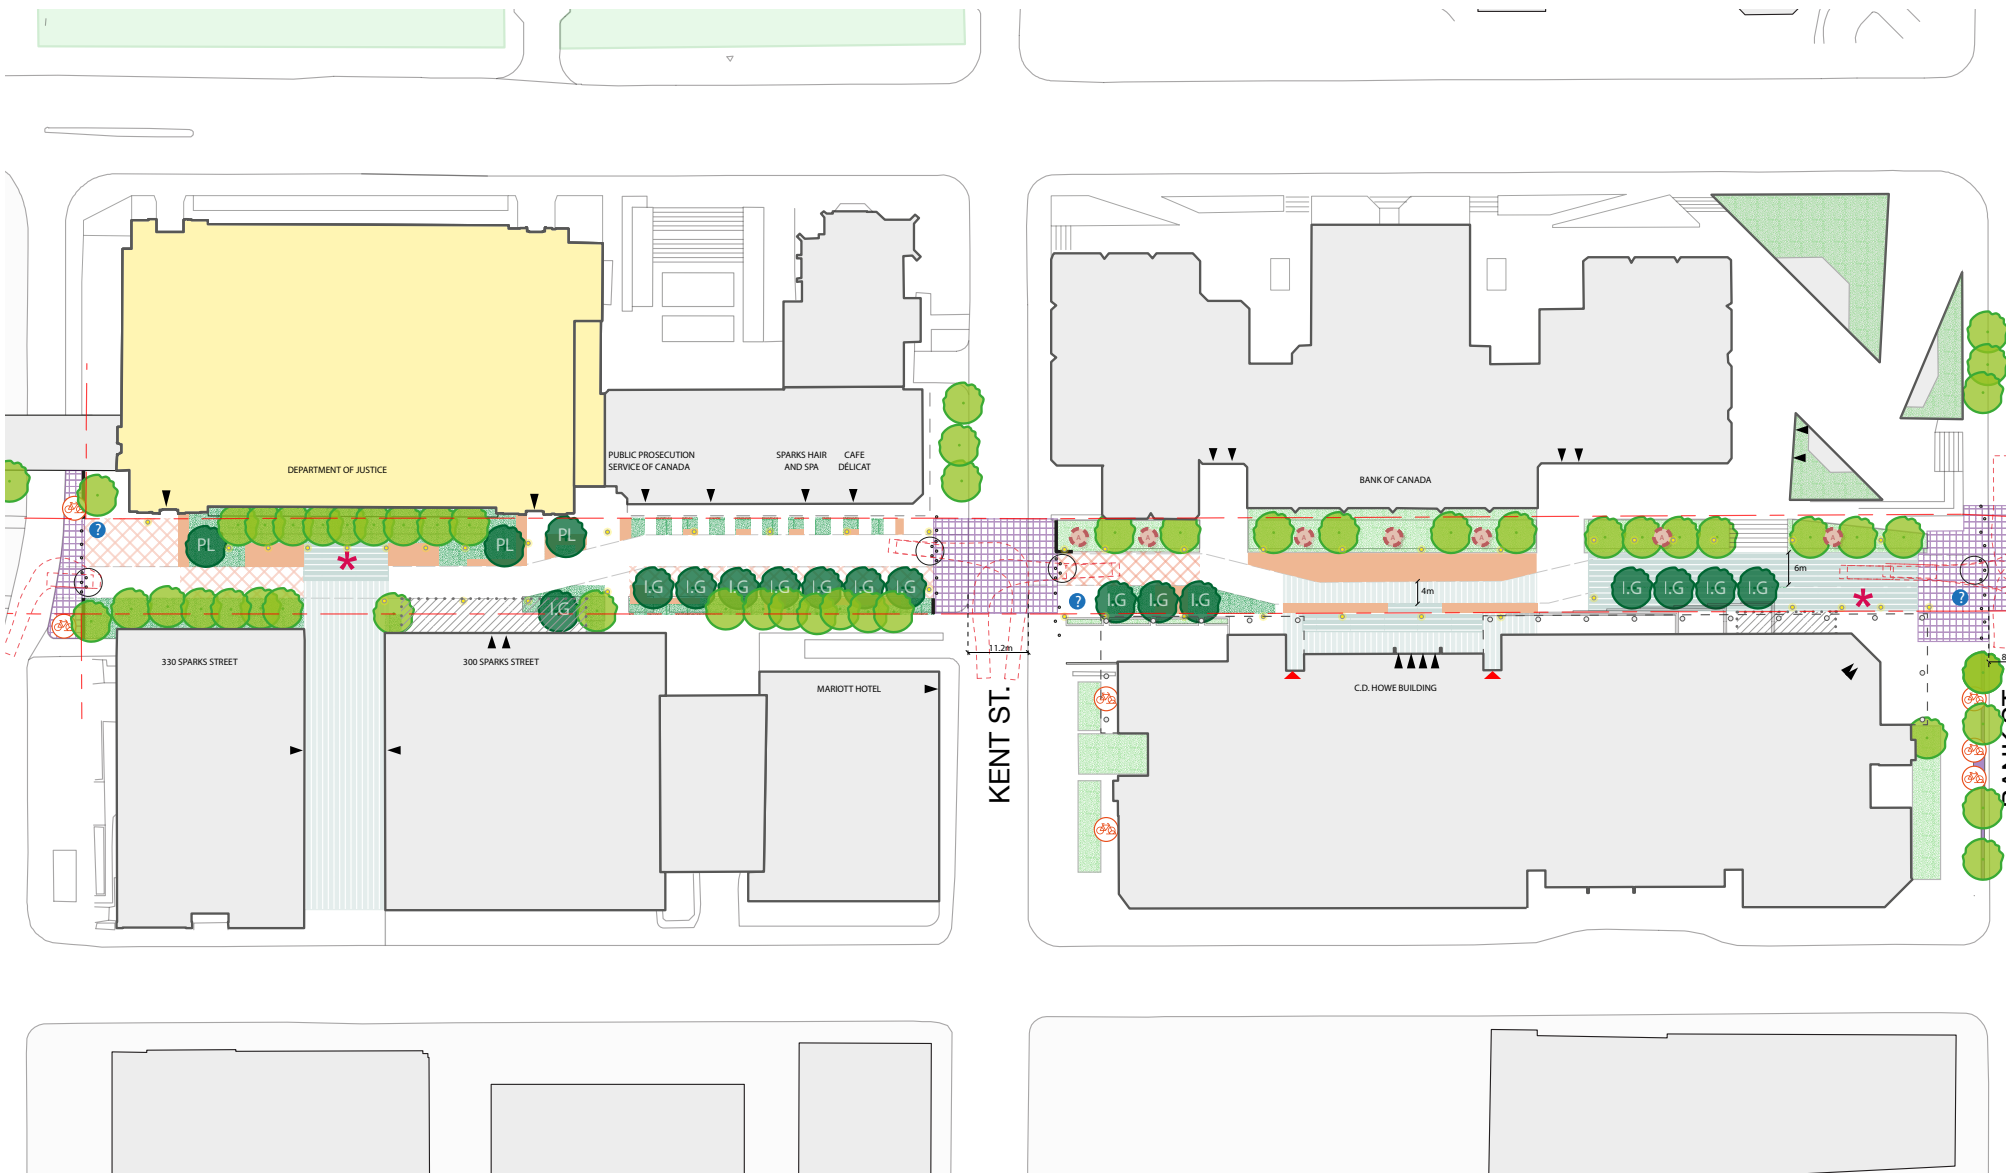 DEPARTMENT OF JUSTICE
PUBLIC PROSECUTION
SERVICE OF CANADA
SPARKS HAIR
AND SPA
CAFE
DÉLICAT
BANK OF CANADA
?
PL
PL
PL
*
I.G
I.G
I.G
I.G
I.G
I.G
I.G
I.G
?
I.G
I.G
I.G
4m
I.G
I.G
I.G
I.G
6m
*
?
330 SPARKS STREET
300 SPARKS STREET
MARIOTT HOTEL
11.2m
KENT ST.
C.D. HOWE BUILDING